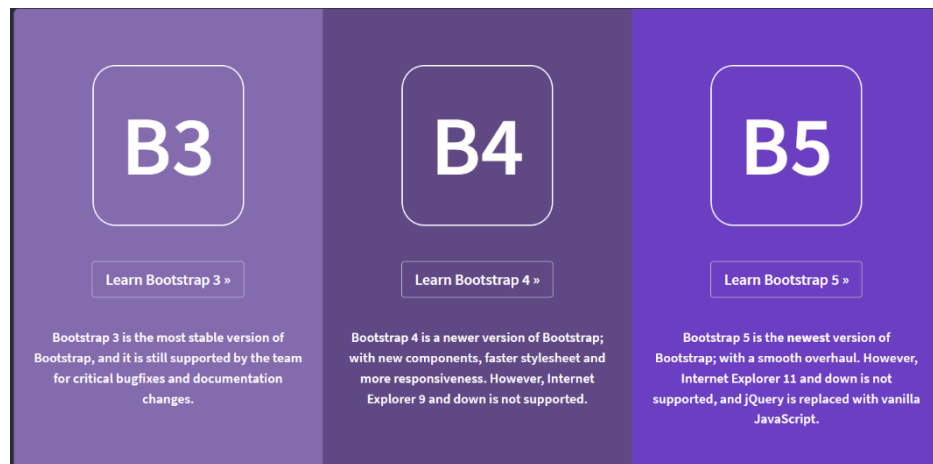 B3
Learn Bootstrap 3 »
Bootstrap 3 is the most stable version of
Bootstrap, and it is still supported by the team
for critical bugfixes and documentation
changes.
B4
Learn Bootstrap 4 »
Bootstrap 4 is a newer version of Bootstrap;
with new components, faster stylesheet and
more responsiveness. However, Internet
Explorer 9 and down is not supported.
B5
Learn Bootstrap 5 »
Bootstrap 5 is the newest version of
Bootstrap; with a smooth overhaul. However,
Internet Explorer 11 and down is not
supported, and jQuery is replaced with vanilla
JavaScript.